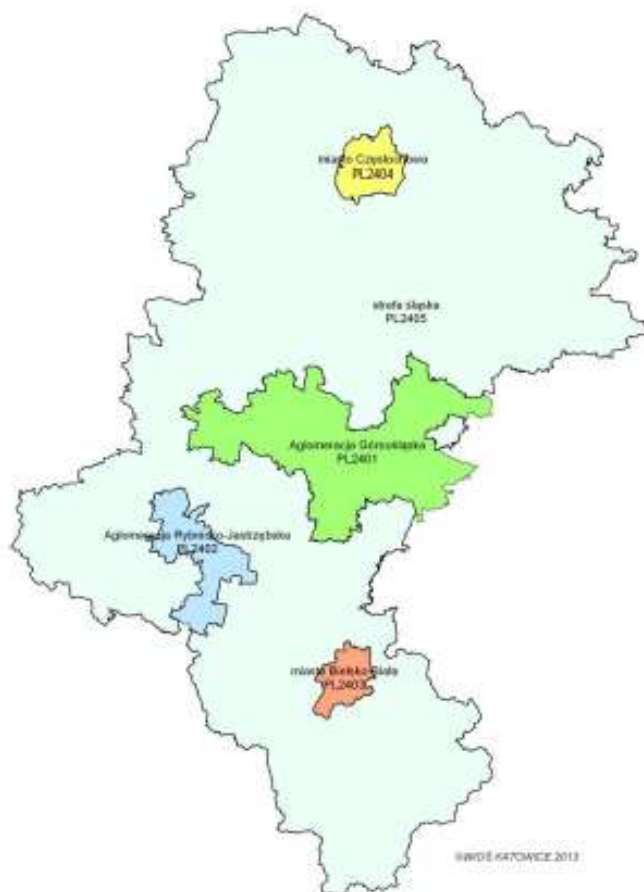 miasto Częstochowa
PL2404
strefa śląska
PL2405
Aglomeracja Górnośląska
PL2401
Aglomeracja Rybnicko-Jastrzębska
PL2402
miasto Bielsko-Biała
PL2403
©WIOŚ KATOWICE 2013